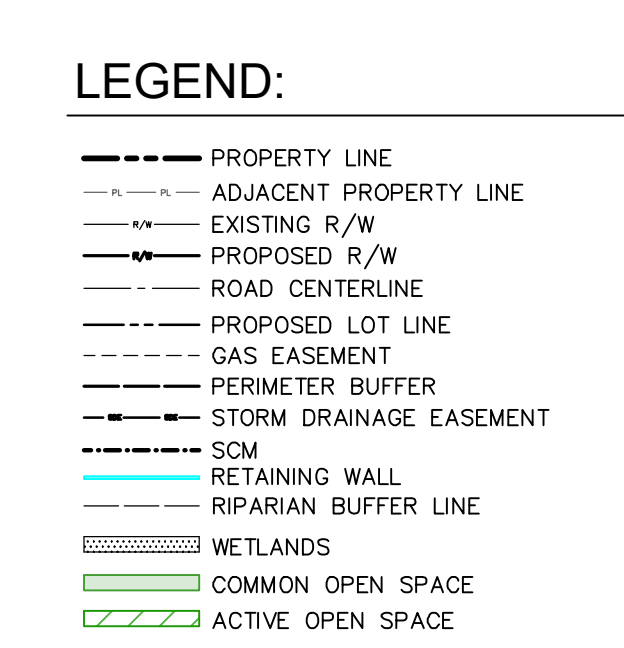 LEGEND:
PROPERTY LINE
PL PL ADJACENT PROPERTY LINE
R/W EXISTING R/W
R/W PROPOSED R/W
ROAD CENTERLINE
PROPOSED LOT LINE
GAS EASEMENT
PERIMETER BUFFER
STORM DRAINAGE EASEMENT
SCM
RETAINING WALL
RIPARIAN BUFFER LINE
WETLANDS
COMMON OPEN SPACE
ACTIVE OPEN SPACE